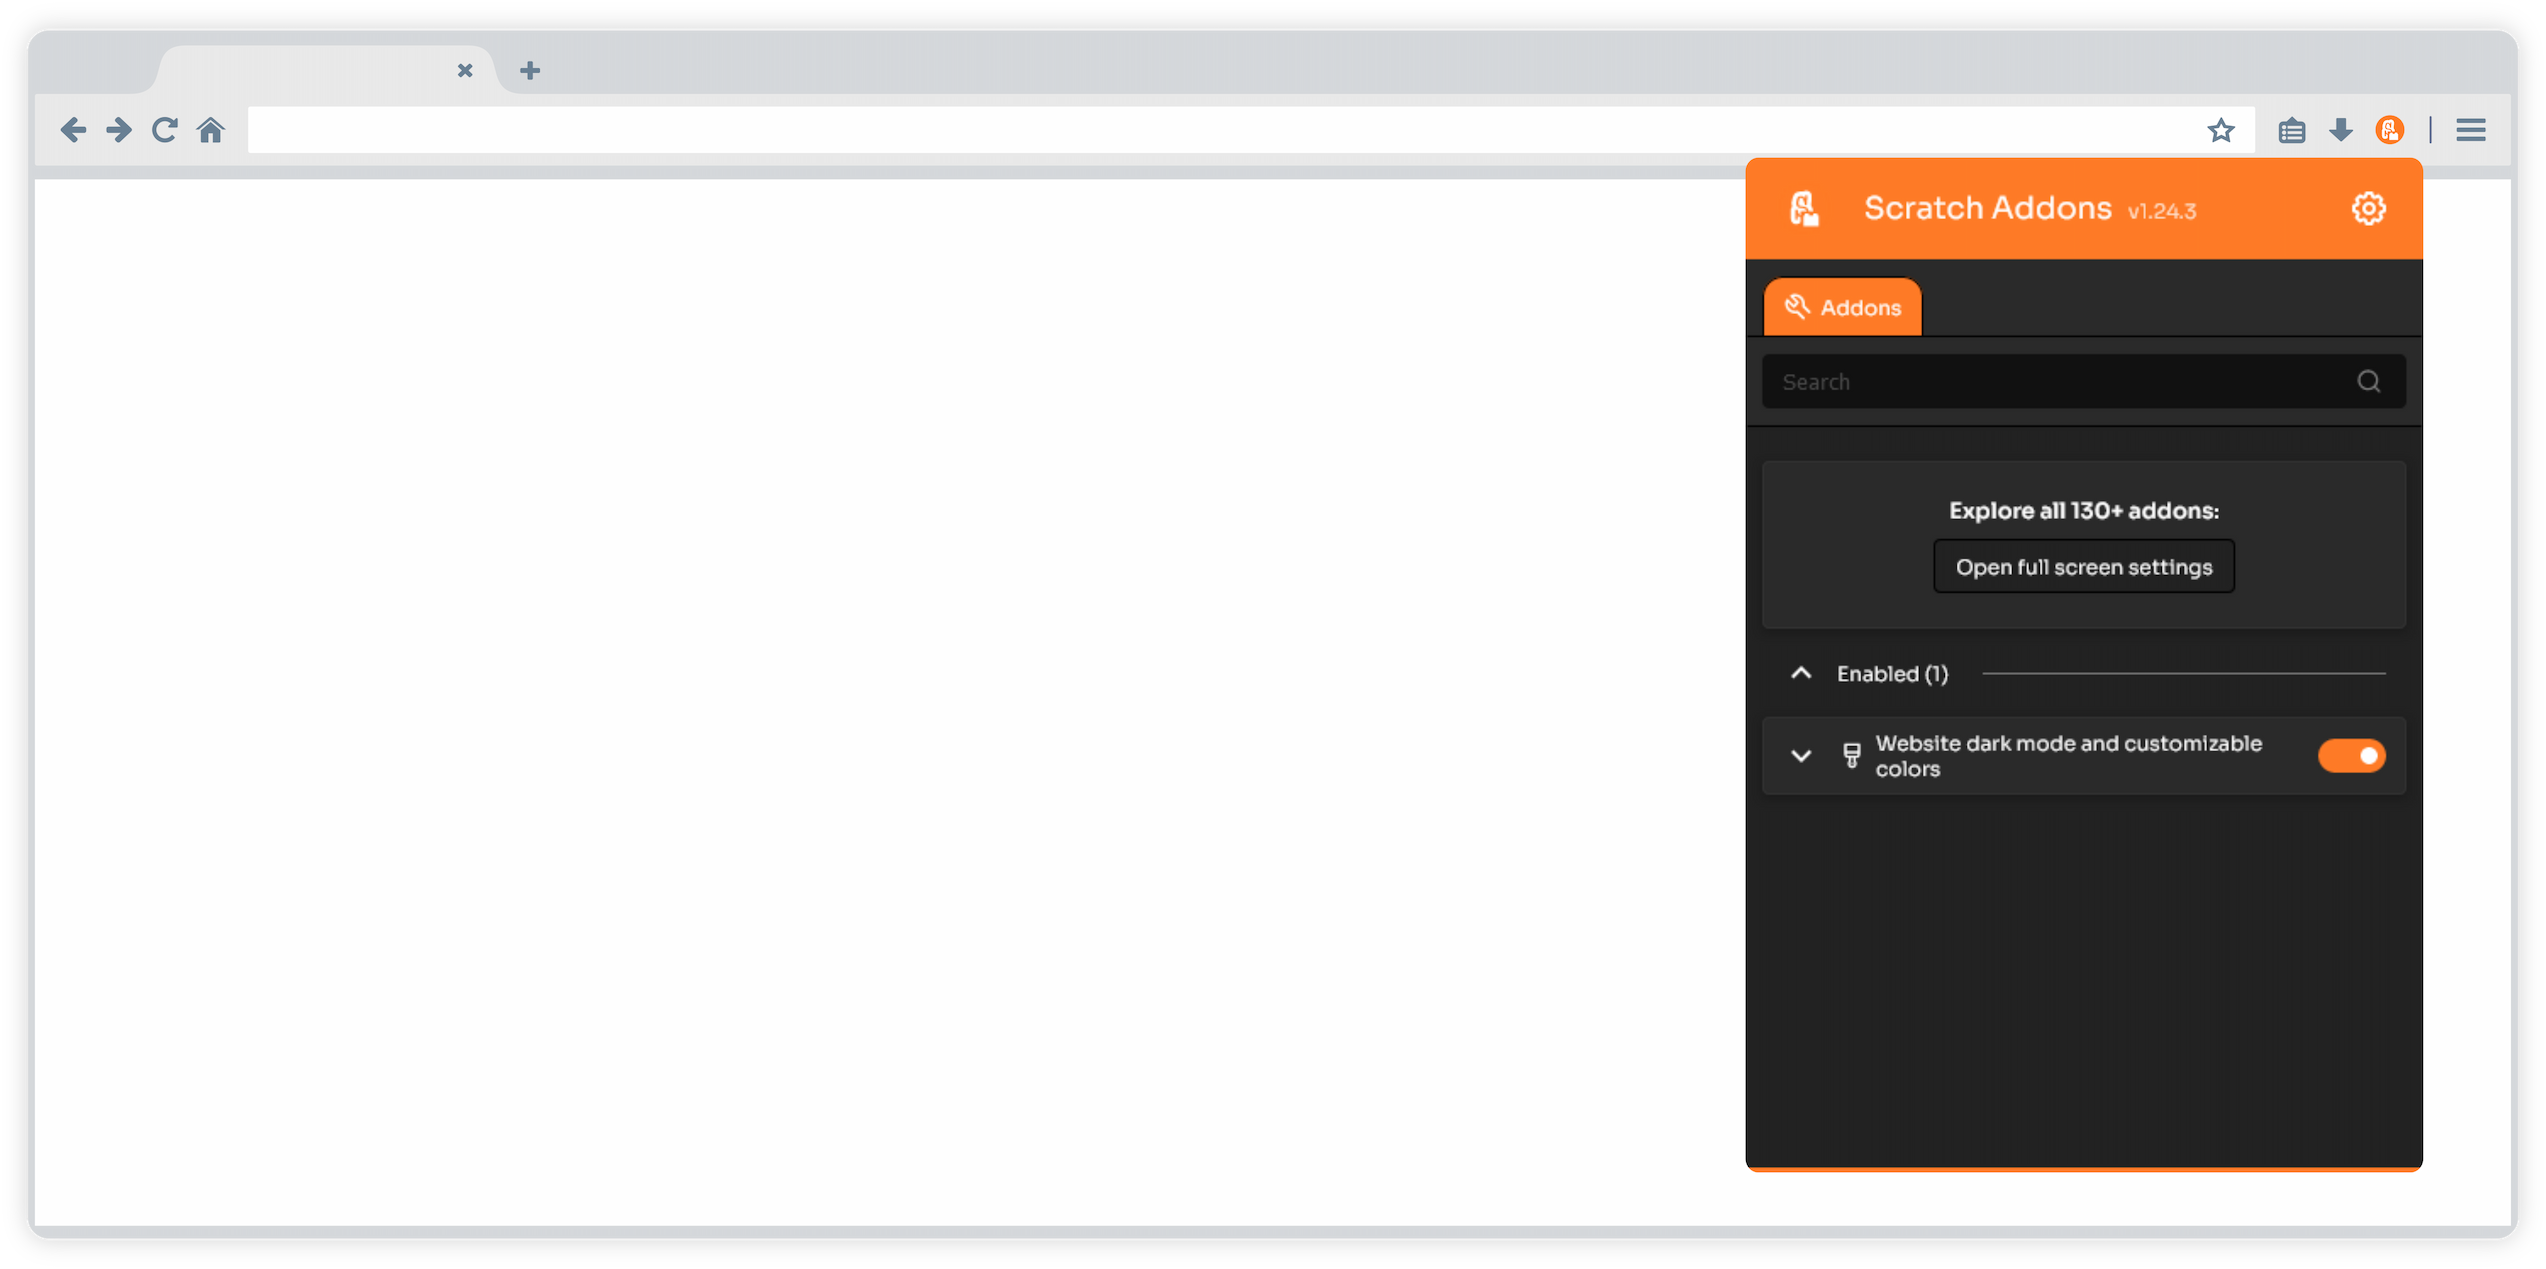 Scratch Addons v1.24.3
Addons
Search
Explore all 130+ addons:
Open full screen settings
Enabled (1)
Website dark mode and customizable
colors